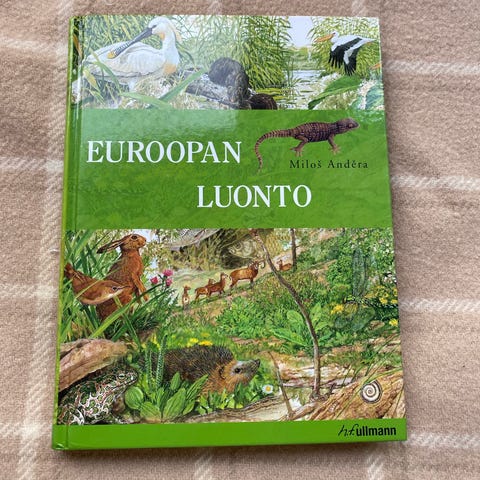 EUROOPAN
Miloš Anděra
LUONTO
h.f.ullmann